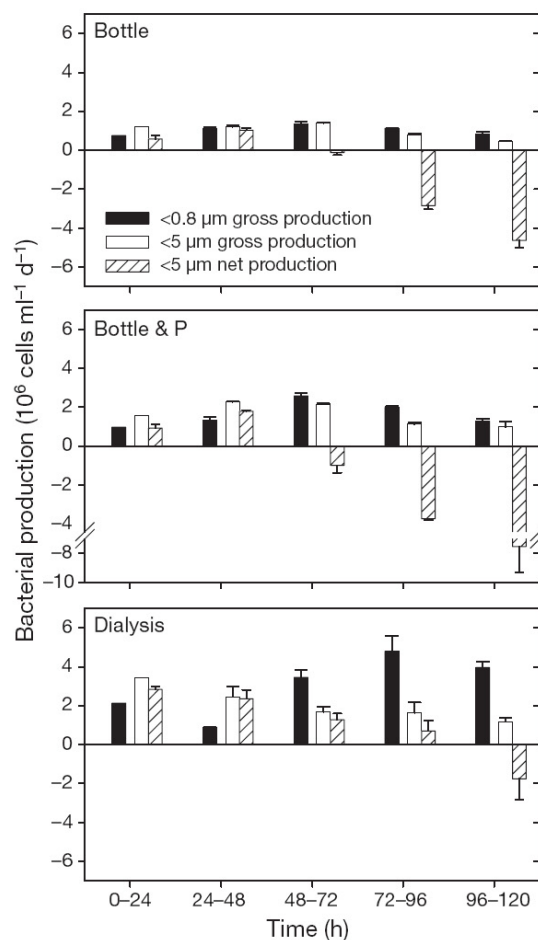 Bacterial production (10⁶ cells ml⁻¹ d⁻¹)
Bottle
6
4
2
0
−2
−4
−6
<0.8 µm gross production
<5 µm gross production
<5 µm net production
Bottle & P
6
4
2
0
−2
−4
−8
−10
Dialysis
6
4
2
0
−2
−4
−6
0–24 24–48 48–72 72–96 96–120
Time (h)